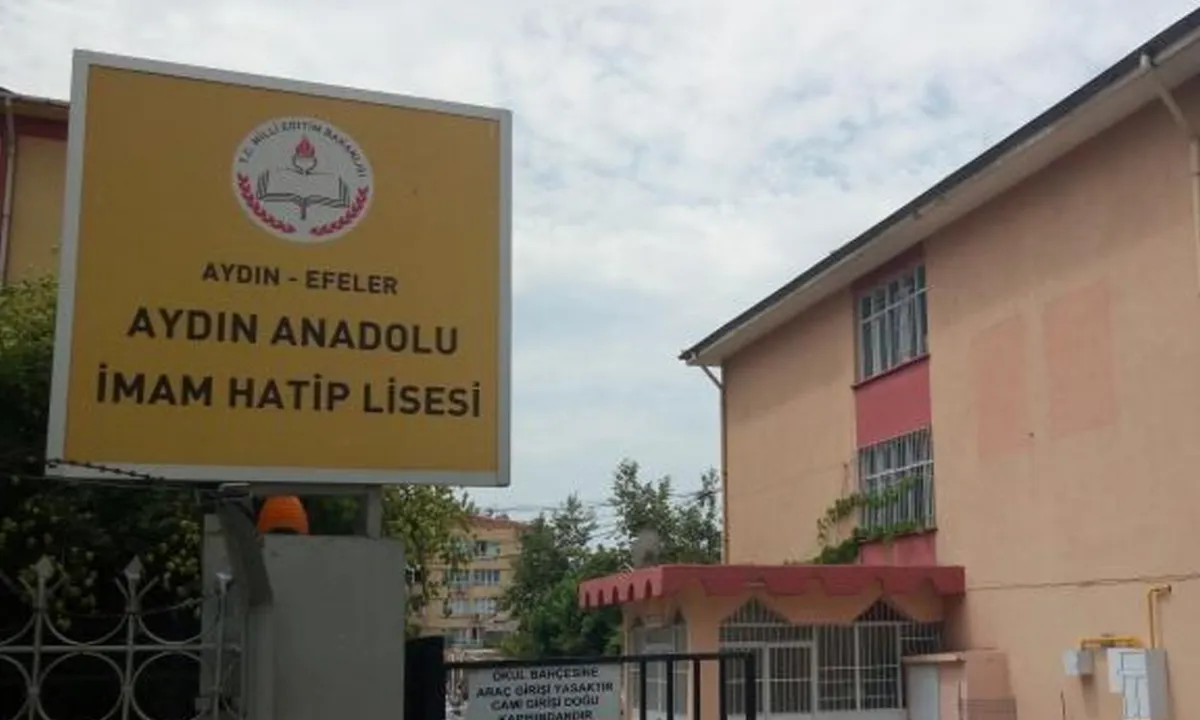 T.C. MİLLİ EĞİTİM BAKANLIĞI
AYDIN - EFELER
AYDIN ANADOLU
İMAM HATİP LİSESİ
OKUL BAHÇESİNE
ARAÇ GİRİŞİ YASAKTIR
CAMİ GİRİŞİ DOĞU
KAPISINDANDIR